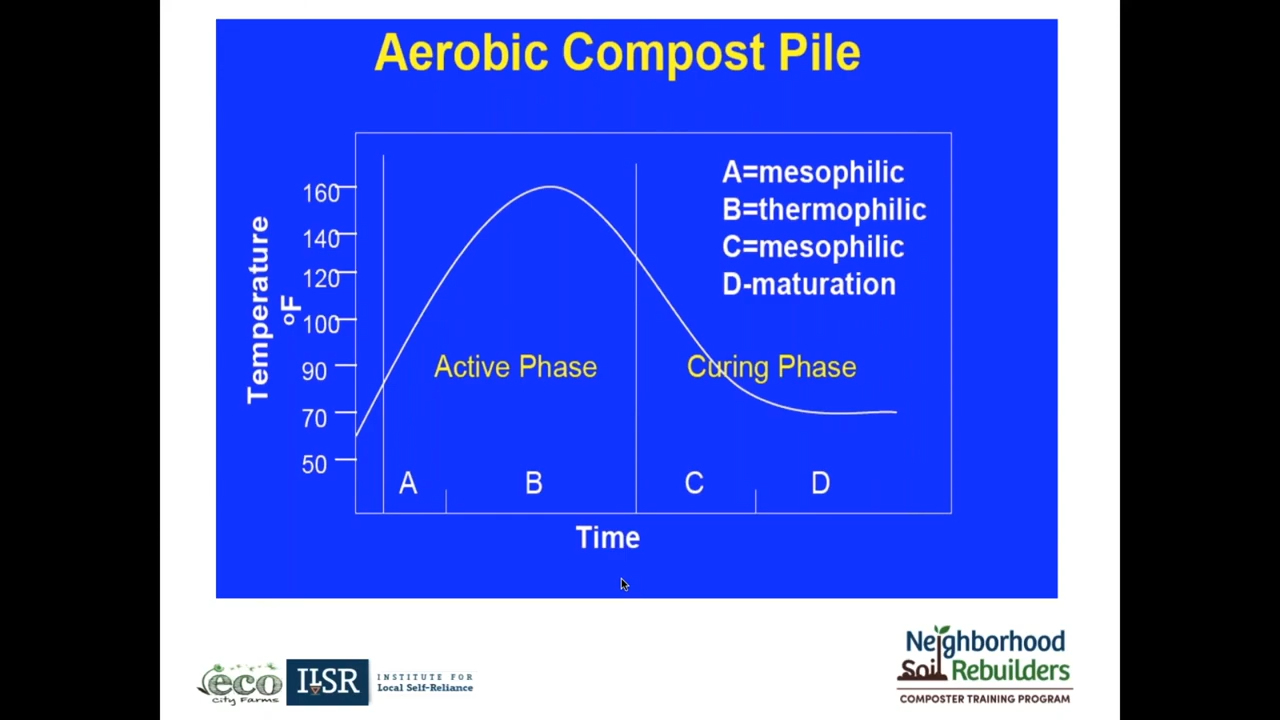 Aerobic Compost Pile
A=mesophilic
B=thermophilic
C=mesophilic
D-maturation
Temperature
°F
160
140
120
100
90
70
50
Active Phase
Curing Phase
A
B
C
D
Time
eco
City Farms
ILSR
INSTITUTE FOR
Local Self-Reliance
Neighborhood
Soil Rebuilders
COMPOSTER TRAINING PROGRAM